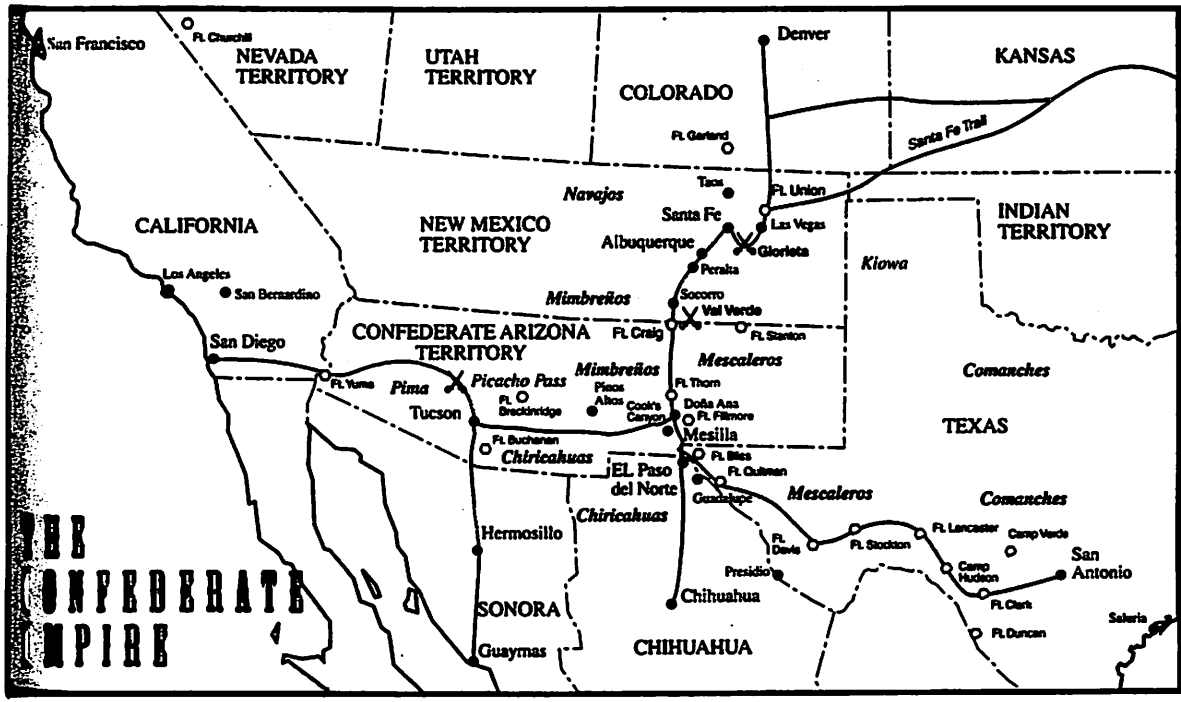 San Francisco
Ft. Churchill
NEVADA
TERRITORY
UTAH
TERRITORY
Denver
COLORADO
KANSAS
Ft. Garland
Santa Fe Trail
Navajos
Taos
Ft. Union
CALIFORNIA
NEW MEXICO
TERRITORY
Santa Fe
Las Vegas
INDIAN
TERRITORY
Albuquerque
Glorieta
Peralta
Kiowa
Los Angeles
San Bernardino
Mimbreños
Socorro
Val Verde
CONFEDERATE ARIZONA
TERRITORY
Ft. Craig
Ft. Stanton
San Diego
Mimbreños
Mescaleros
Comanches
Ft. Yuma
Pima
Picacho Pass
Ft.
Breckinridge
Pinos
Altos
Ft. Thorn
Cook's
Canyon
Doña Ana
Ft. Fillmore
Tucson
Mesilla
TEXAS
Ft. Buchanan
Chiricahuas
Ft. Bliss
EL Paso
del Norte
Ft. Quitman
Guadalupe
Mescaleros
Comanches
Chiricahuas
Hermosillo
Ft.
Davis
Ft. Stockton
Ft. Lancaster
Camp Verde
San
Antonio
Presidio
Camp
Hudson
Ft. Clark
THE
CONFEDERATE
EMPIRE
SONORA
Chihuahua
Ft. Duncan
Saluria
Guaymas
CHIHUAHUA